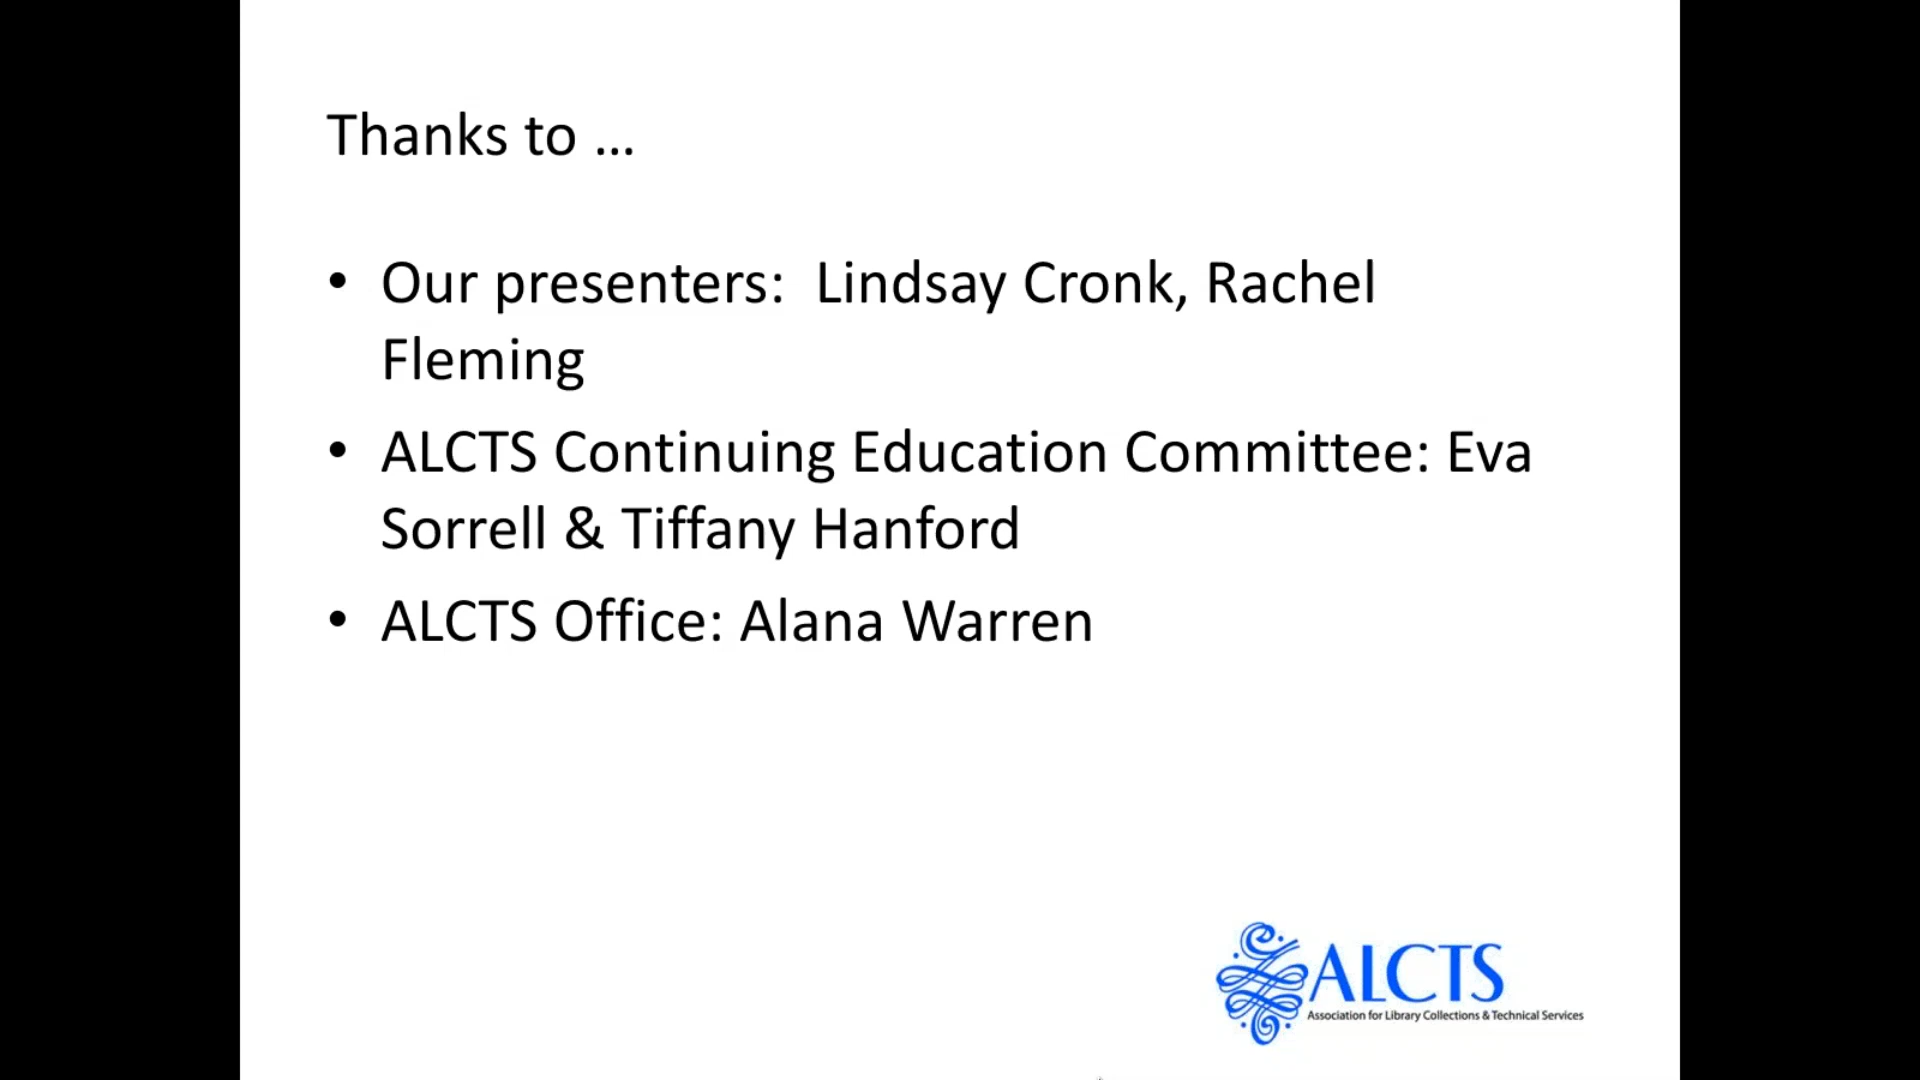 Thanks to ...
• Our presenters:  Lindsay Cronk, Rachel
Fleming
• ALCTS Continuing Education Committee: Eva
Sorrell & Tiffany Hanford
• ALCTS Office: Alana Warren
ALCTS
Association for Library Collections & Technical Services